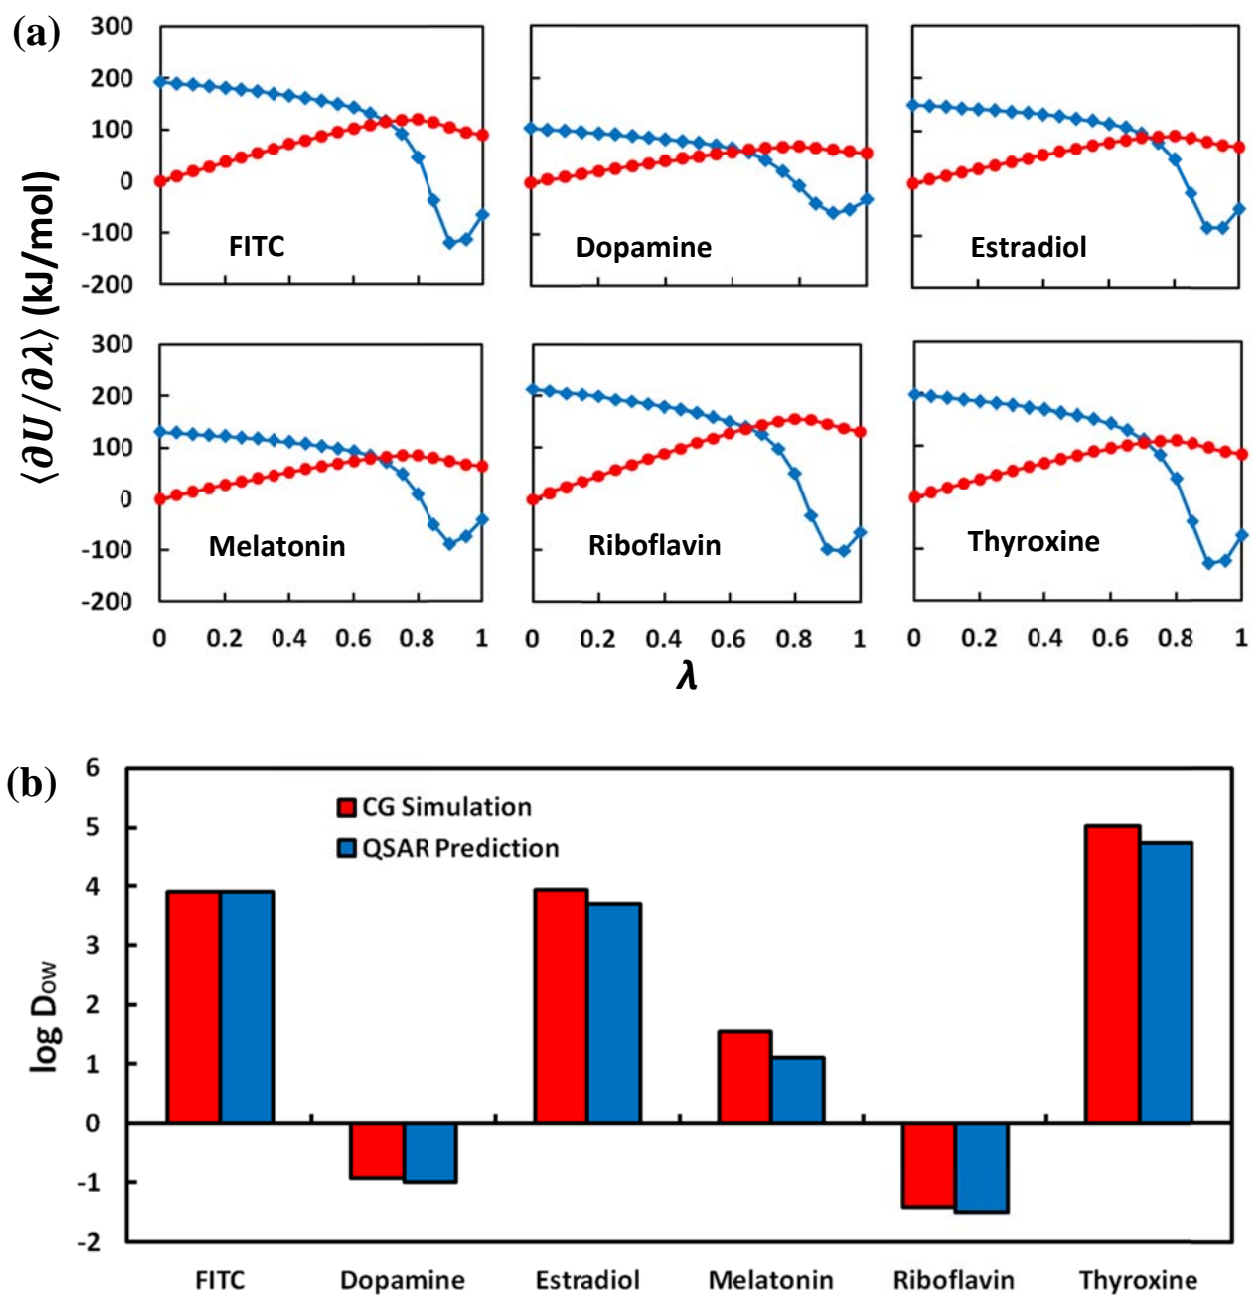 (a)
⟨∂U/∂λ⟩ (kJ/mol)
300
200
100
0
-100
-200
FITC
Dopamine
Estradiol
300
200
100
0
-100
-200
Melatonin
Riboflavin
Thyroxine
0 0.2 0.4 0.6 0.8 1
0 0.2 0.4 0.6 0.8 1
0 0.2 0.4 0.6 0.8 1
λ
(b)
log DOW
6
5
4
3
2
1
0
-1
-2
CG Simulation
QSAR Prediction
FITC Dopamine Estradiol Melatonin Riboflavin Thyroxine